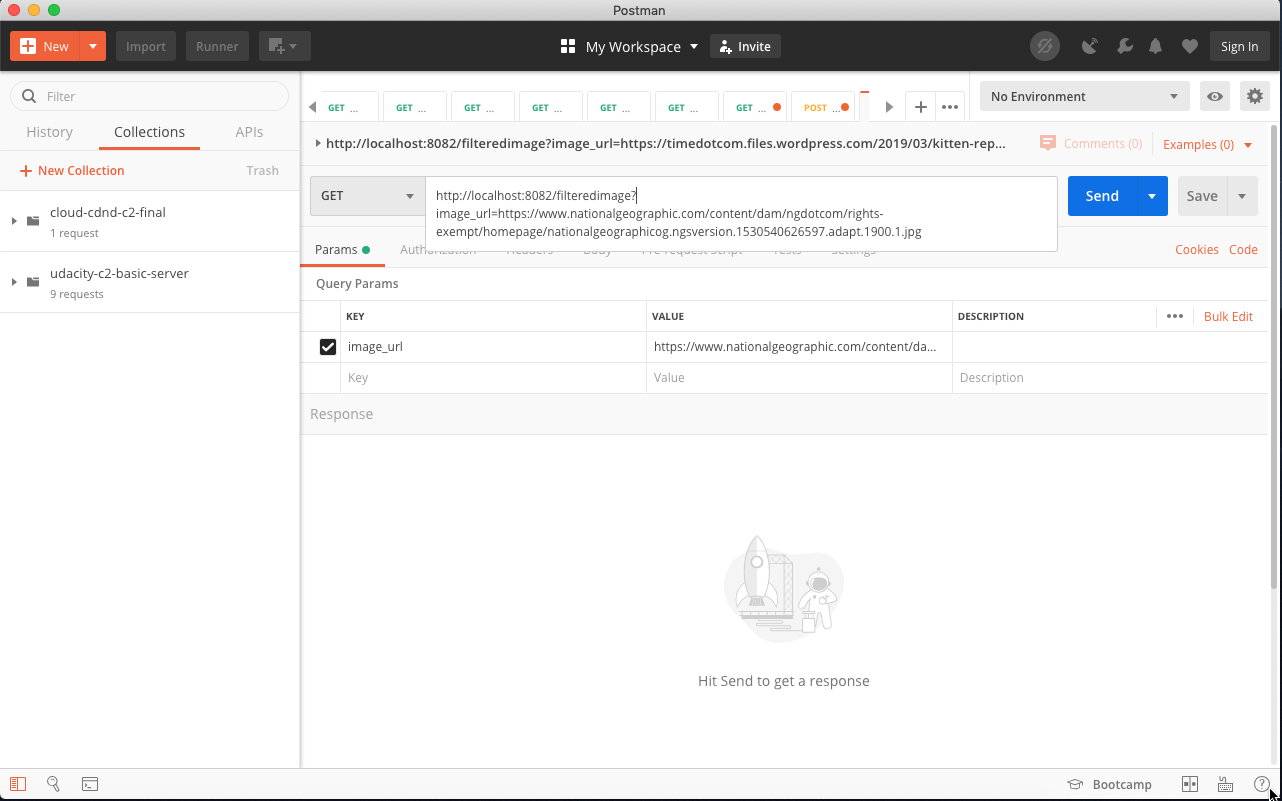 Postman
New
Import
Runner
My Workspace
Invite
Sign In
Filter
History
Collections
APIs
New Collection
Trash
cloud-cdnd-c2-final
1 request
udacity-c2-basic-server
9 requests
GET ...
GET ...
GET ...
GET ...
GET ...
GET ...
GET ...
POST ...
No Environment
http://localhost:8082/filteredimage?image_url=https://timedotcom.files.wordpress.com/2019/03/kitten-rep...
Comments (0)
Examples (0)
GET
http://localhost:8082/filteredimage?
image_url=https://www.nationalgeographic.com/content/dam/ngdotcom/rights-
exempt/homepage/nationalgeographicog.ngsversion.1530540626597.adapt.1900.1.jpg
Send
Save
Params
Authorization
Headers
Body
Pre-request Script
Tests
Settings
Cookies
Code
Query Params
KEY
VALUE
DESCRIPTION
Bulk Edit
image_url
https://www.nationalgeographic.com/content/da...
Key
Value
Description
Response
Hit Send to get a response
Bootcamp